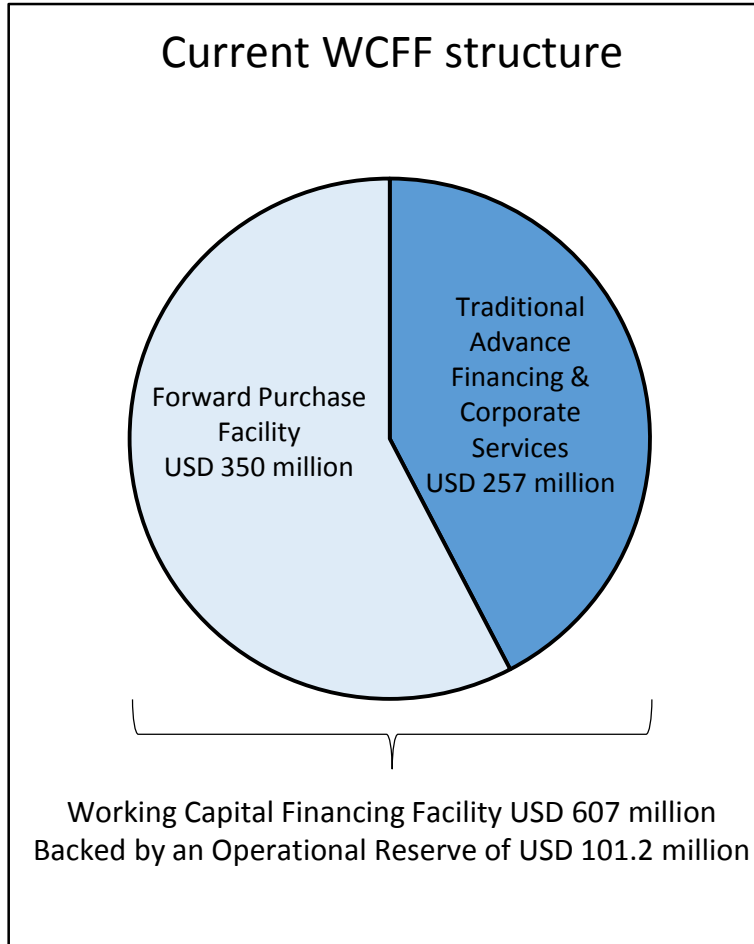 Current WCFF structure
Forward Purchase
Facility
USD 350 million
Traditional
Advance
Financing &
Corporate
Services
USD 257 million
Working Capital Financing Facility USD 607 million
Backed by an Operational Reserve of USD 101.2 million